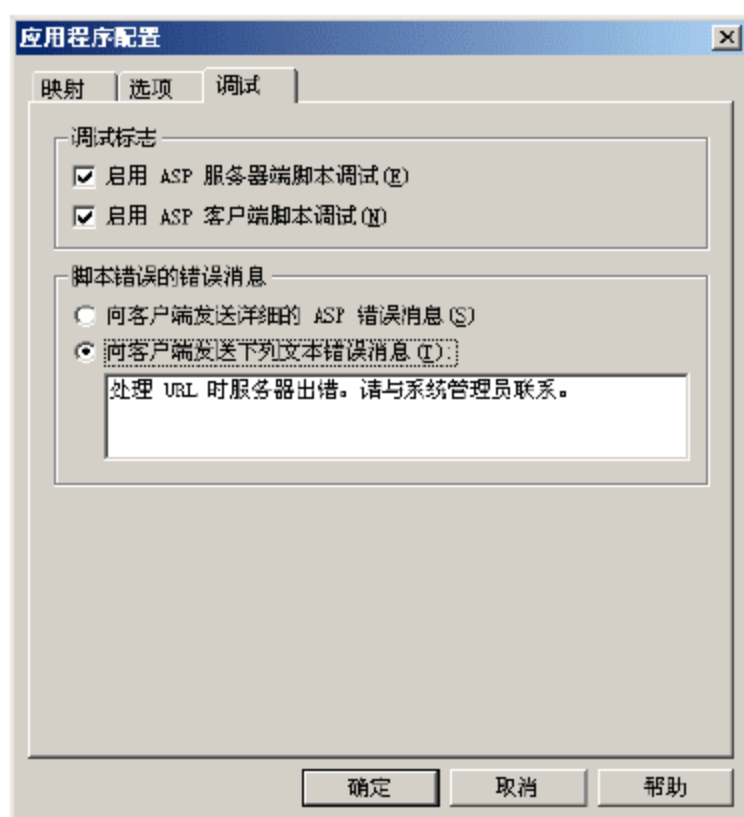 应用程序配置
映射 选项 调试
调试标志
启用 ASP 服务器端脚本调试(E)
启用 ASP 客户端脚本调试(N)
脚本错误的错误消息
向客户端发送详细的 ASP 错误消息(S)
向客户端发送下列文本错误消息(T):
处理 URL 时服务器出错。请与系统管理员联系。
确定 取消 帮助